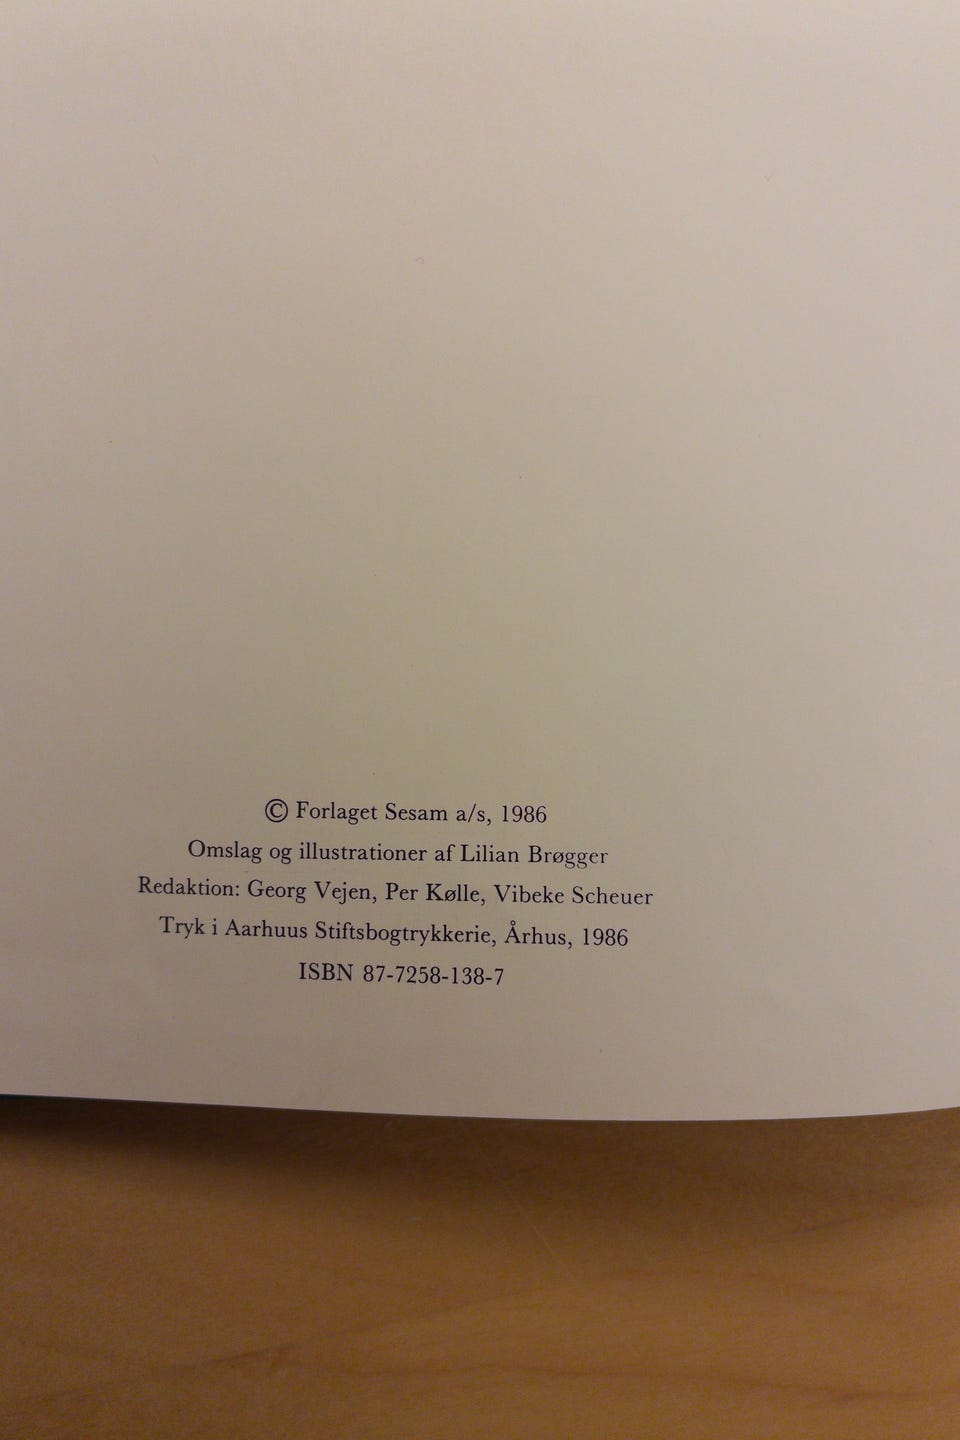 © Forlaget Sesam a/s, 1986
Omslag og illustrationer af Lilian Brøgger
Redaktion: Georg Vejen, Per Kølle, Vibeke Scheuer
Tryk i Aarhuus Stiftsbogtrykkerie, Århus, 1986
ISBN 87-7258-138-7